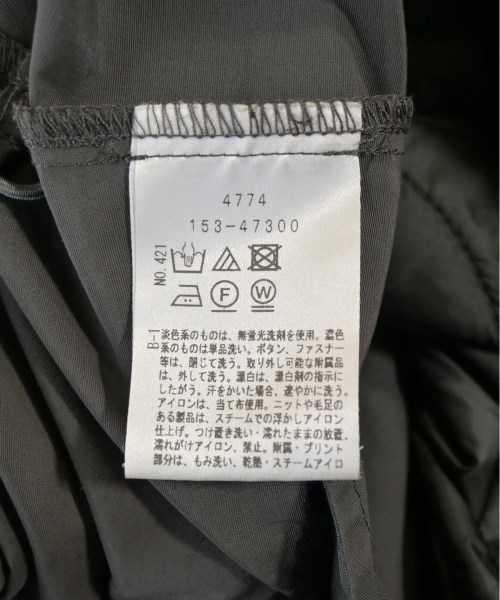 4774
153-47300
NO.421
F
W
B-1
淡色系のものは、無蛍光洗剤を使用。濃色
系のものは単品洗い。ボタン、ファスナー
等は、閉じて洗う。取り外し可能な附属品
は、外して洗う。漂白は、漂白剤の指示に
したがう。汗をかいた場合、速やかに洗う。
アイロンは、当て布使用。ニットや毛足の
ある製品は、スチームでの浮かしアイロン
仕上げ。つけ置き洗い・濡れたままの放置、
濡れがけアイロン、禁止。附属・プリント
部分は、もみ洗い、乾塾・スチームアイロ